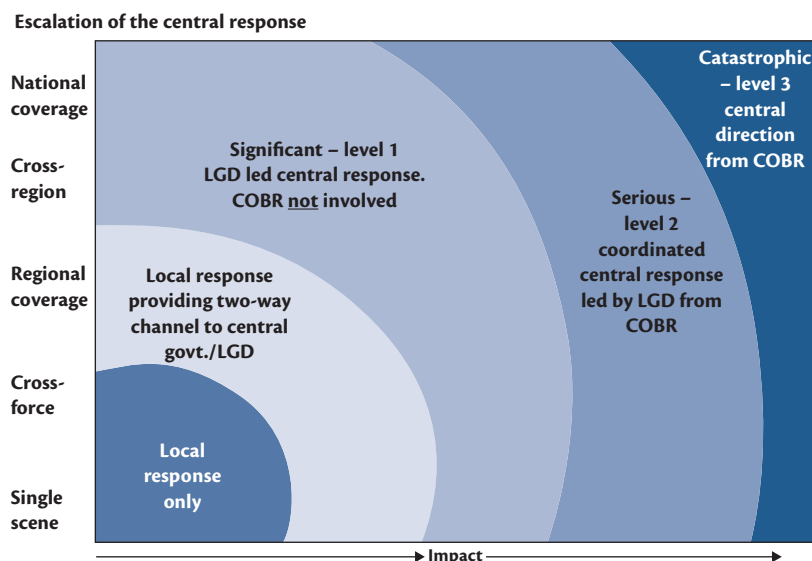 Escalation of the central response
National
coverage
Cross-
region
Regional
coverage
Cross-
force
Single
scene
Catastrophic
– level 3
central
direction
from COBR
Significant – level 1
LGD led central response.
COBR not involved
Serious –
level 2
coordinated
central response
led by LGD from
COBR
Local response
providing two-way
channel to central
govt./LGD
Local
response
only
Impact